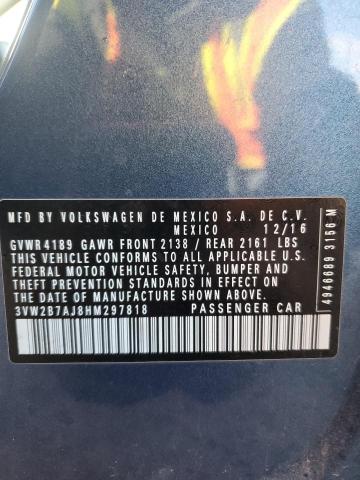 MFD BY VOLKSWAGEN DE MEXICO S.A. DE C.V.
MEXICO 12/16
GVWR 4189 GAWR FRONT 2138 / REAR 2161 LBS
THIS VEHICLE CONFORMS TO ALL APPLICABLE
FEDERAL MOTOR VEHICLE SAFETY, BUMPER AND
THEFT PREVENTION STANDARDS IN EFFECT ON THE
DATE OF MANUFACTURE SHOWN ABOVE
3VW2B7AJ8HM297818 PASSENGER CAR
4946689 3156 M